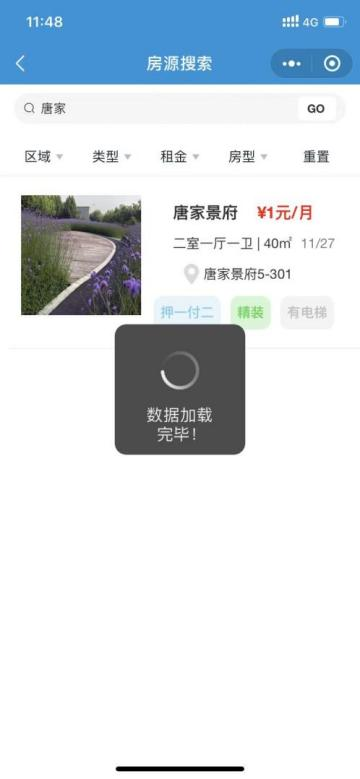 11:48 4G
房源搜索
唐家 GO
区域 类型 租金 房型 重置
唐家景府 ¥1元/月
二室一厅一卫 | 40㎡ 11/27
唐家景府5-301
押一付二 精装 有电梯
数据加载
完毕！